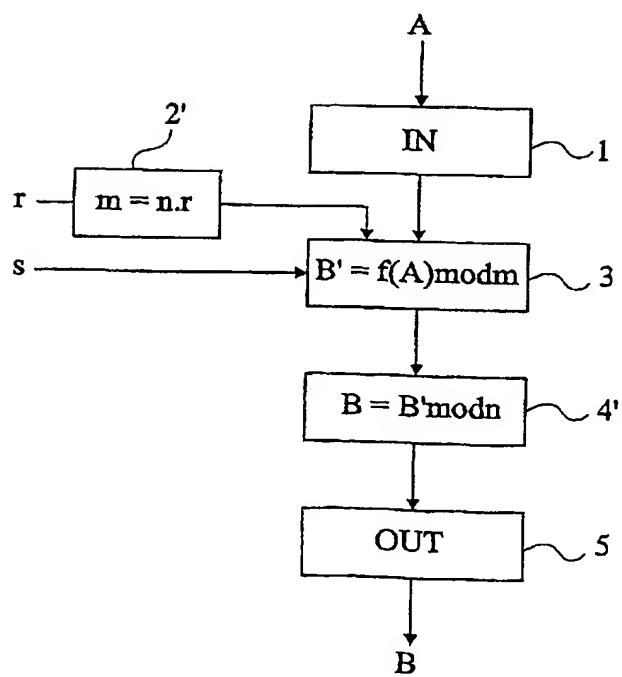 A
2'
IN
1
r
m = n.r
s
B' = f(A)modm
3
B = B'modn
4'
OUT
5
B